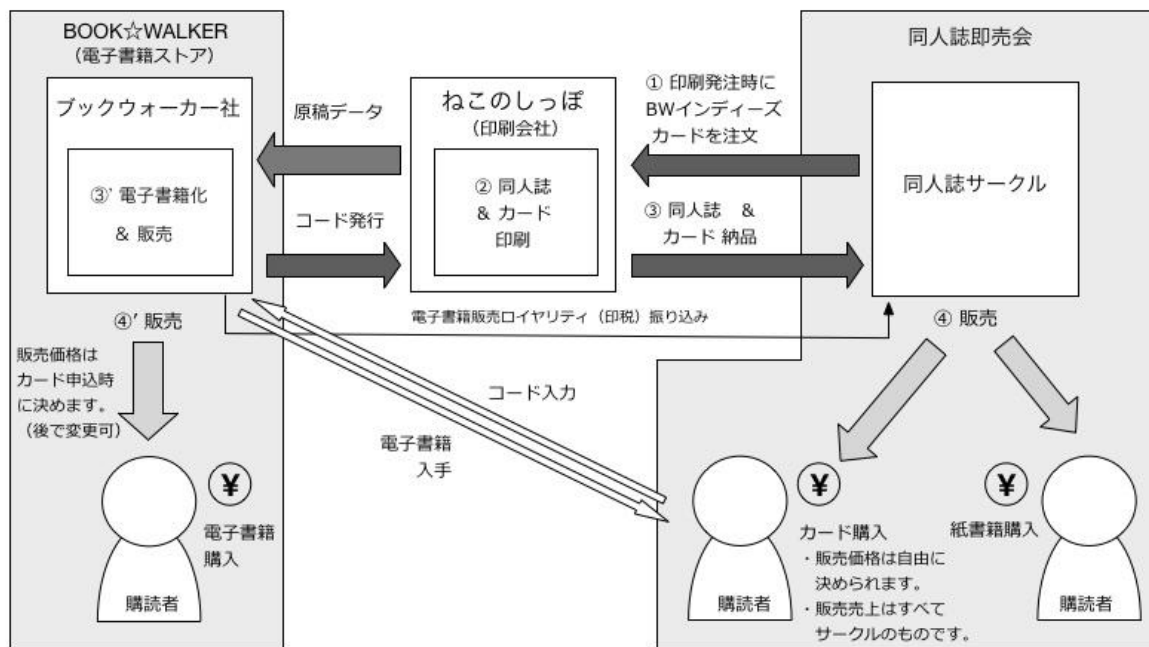 BOOK☆WALKER
（電子書籍ストア）
ブックウォーカー社
③’ 電子書籍化
& 販売
原稿データ
コード発行
ねこのしっぽ
（印刷会社）
② 同人誌
& カード
印刷
① 印刷発注時に
BWインディーズ
カードを注文
③ 同人誌 &
カード 納品
同人誌即売会
同人誌サークル
④’ 販売
電子書籍販売ロイヤリティ（印税）振り込み
④ 販売
販売価格は
カード申込時
に決めます。
（後で変更可）
コード入力
電子書籍
入手
¥
電子書籍
購入
購読者
¥
カード購入
・販売価格は自由に
決められます。
・販売売上はすべて
サークルのものです。
購読者
¥
紙書籍購入
購読者